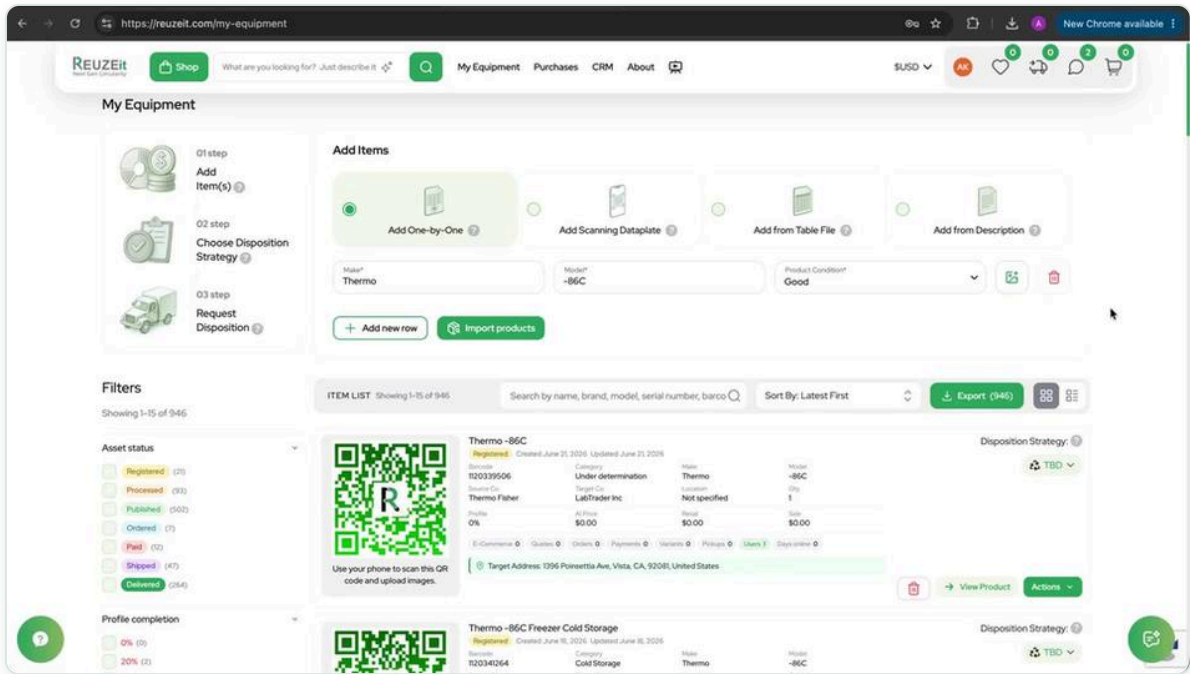 https://reuzeit.com/my-equipment
New Chrome available
REUZEit
Next Gen Circularity
Shop
What are you looking for? Just describe it
My Equipment Purchases CRM About
$USD
AK
0 0 2 0
My Equipment
01 step
Add
Item(s)
02 step
Choose Disposition
Strategy
03 step
Request
Disposition
Add Items
Add One-by-One
Add Scanning Dataplate
Add from Table File
Add from Description
Make*
Thermo
Model*
-86C
Product Condition*
Good
+ Add new row
Import products
Filters
Showing 1-15 of 946
Asset status
Registered (21)
Processed (93)
Published (502)
Ordered (7)
Paid (12)
Shipped (47)
Delivered (264)
Profile completion
0% (0)
20% (2)
ITEM LIST Showing 1-15 of 946
Search by name, brand, model, serial number, barco
Sort By: Latest First
Export (946)
R
Use your phone to scan this QR
code and upload images.
Thermo -86C
Registered Created June 21, 2026 Updated June 21, 2026
Barcode Category Make Model
1120339506 Under determination Thermo -86C
Source Co. Target Co. Location Qty.
Thermo Fisher LabTrader Inc Not specified 1
Profile AI Price Retail Sale
0% $0.00 $0.00 $0.00
E-Commerce 0 Quotes 0 Orders 0 Payments 0 Variants 0 Pickups 0 Users 1 Days online 0
Target Address: 1396 Poinsettia Ave, Vista, CA, 92081, United States
Disposition Strategy:
TBD
View Product
Actions
Thermo -86C Freezer Cold Storage
Registered Created June 18, 2026 Updated June 18, 2026
Barcode Category Make Model
1120341264 Cold Storage Thermo -86C
Disposition Strategy:
TBD